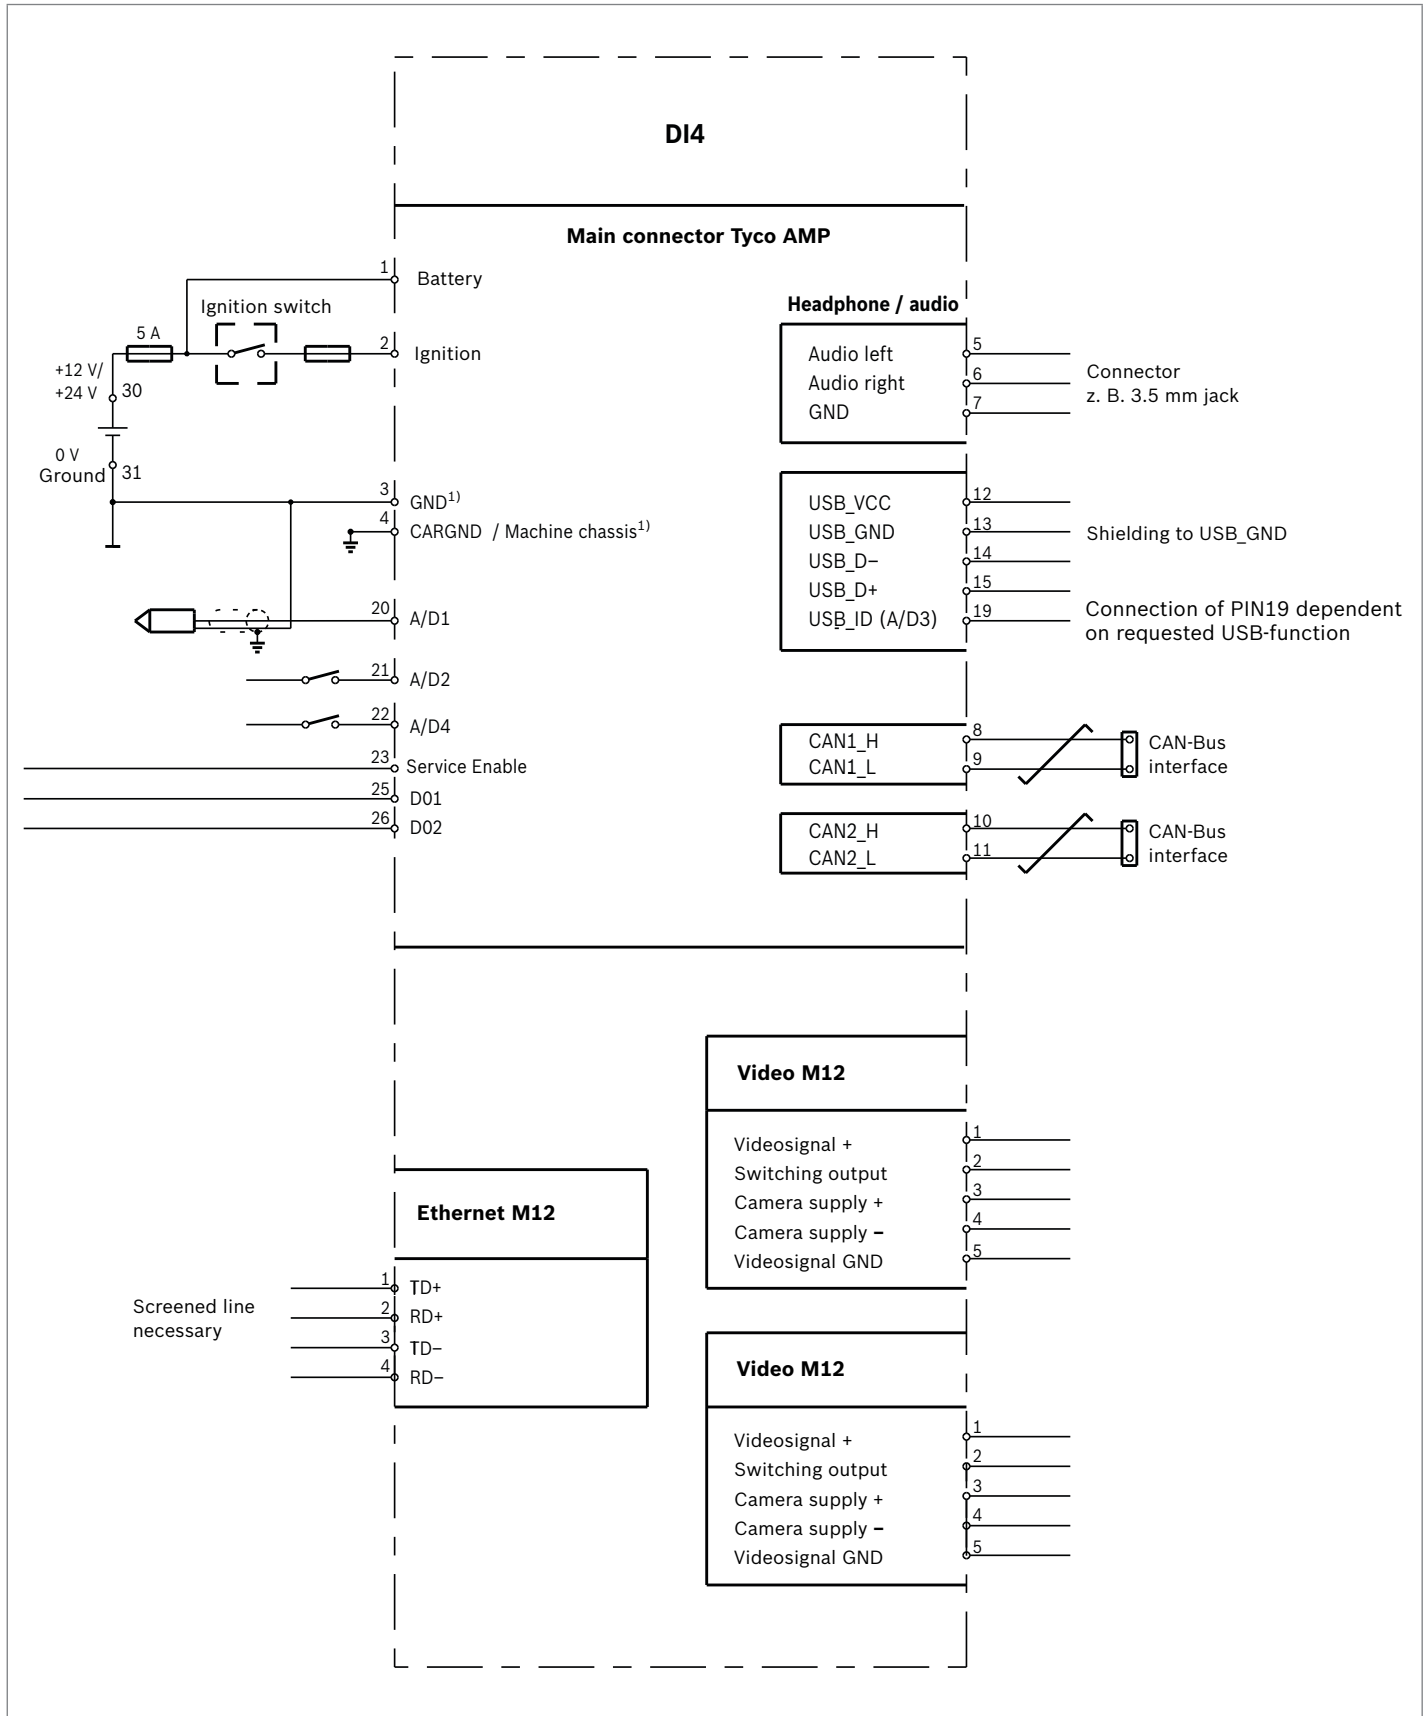 DI4
Main connector Tyco AMP
1
Battery
Ignition switch
5 A
2
Ignition
+12 V/
+24 V
30
0 V
Ground
31
3
GND1)
4
CARGND / Machine chassis1)
20
A/D1
21
A/D2
22
A/D4
23
Service Enable
25
D01
26
D02
Headphone / audio
Audio left
5
Audio right
6
GND
7
Connector
z. B. 3.5 mm jack
USB_VCC
12
USB_GND
13
Shielding to USB_GND
USB_D–
14
USB_D+
15
USB_ID (A/D3)
19
Connection of PIN19 dependent
on requested USB-function
CAN1_H
8
CAN1_L
9
CAN-Bus
interface
CAN2_H
10
CAN2_L
11
CAN-Bus
interface
Video M12
Videosignal +
1
Switching output
2
Camera supply +
3
Camera supply –
4
Videosignal GND
5
Ethernet M12
Screened line
necessary
1
TD+
2
RD+
3
TD–
4
RD–
Video M12
Videosignal +
1
Switching output
2
Camera supply +
3
Camera supply –
4
Videosignal GND
5